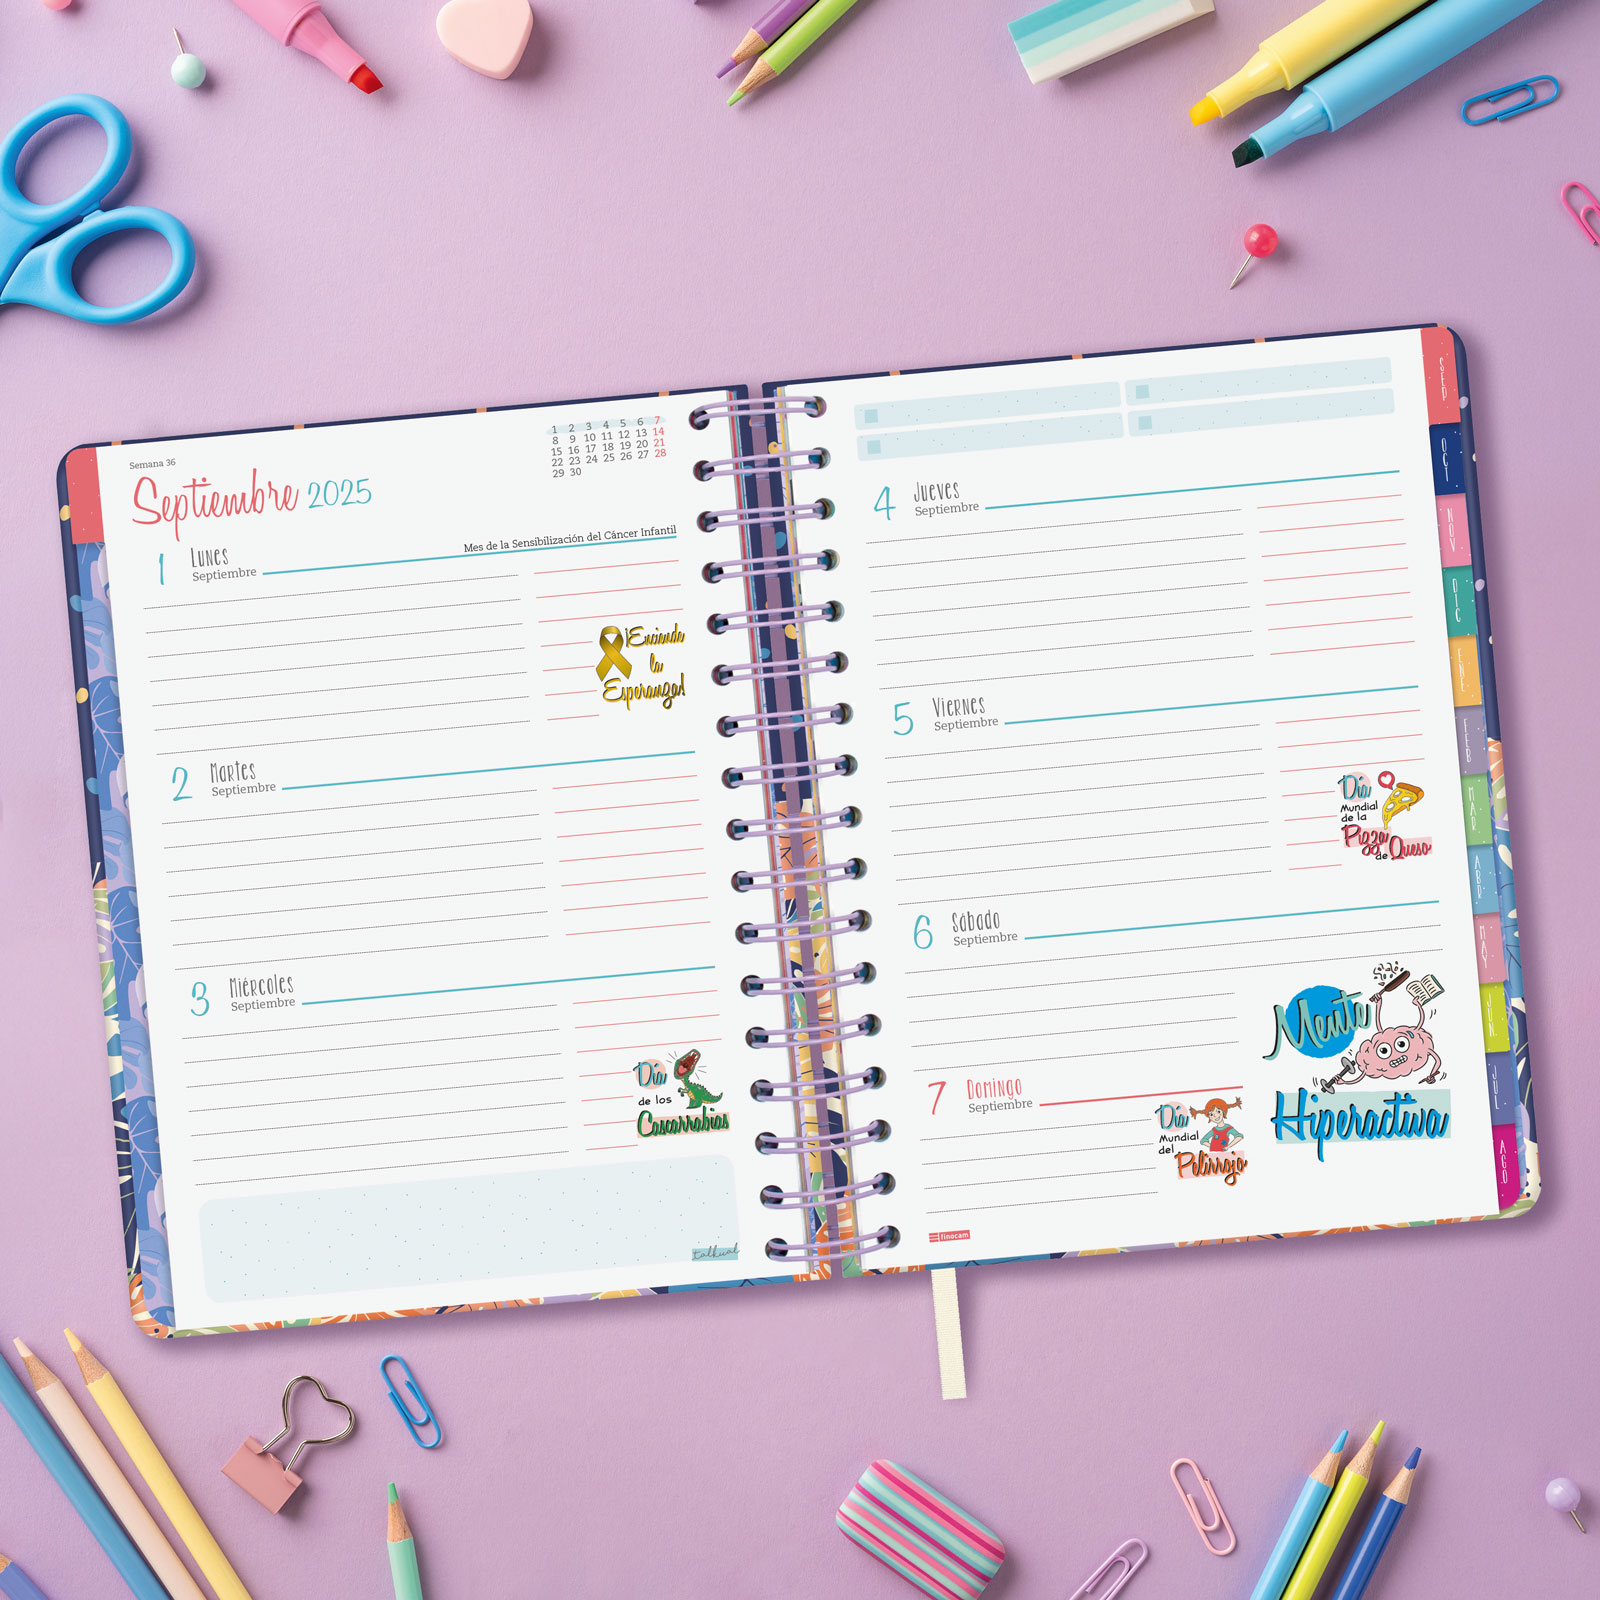 Semana 36
Septiembre 2025
1 2 3 4 5 6 7
8 9 10 11 12 13 14
15 16 17 18 19 20 21
22 23 24 25 26 27 28
29 30
Mes de la Sensibilización del Cáncer Infantil
1 Lunes
Septiembre
¡Enciende
la
Esperanza!
2 Martes
Septiembre
3 Miércoles
Septiembre
Día
de los
Cascarrabias
talkual
4 Jueves
Septiembre
5 Viernes
Septiembre
Día
Mundial
de la
Pizza
de Queso
6 Sábado
Septiembre
Mente
Hiperactiva
7 Domingo
Septiembre
Día
Mundial
del
Pelirrojo
finocam
SEP
OCT
NOV
DIC
ENE
FEB
MAR
ABR
MAY
JUN
JUL
AGO